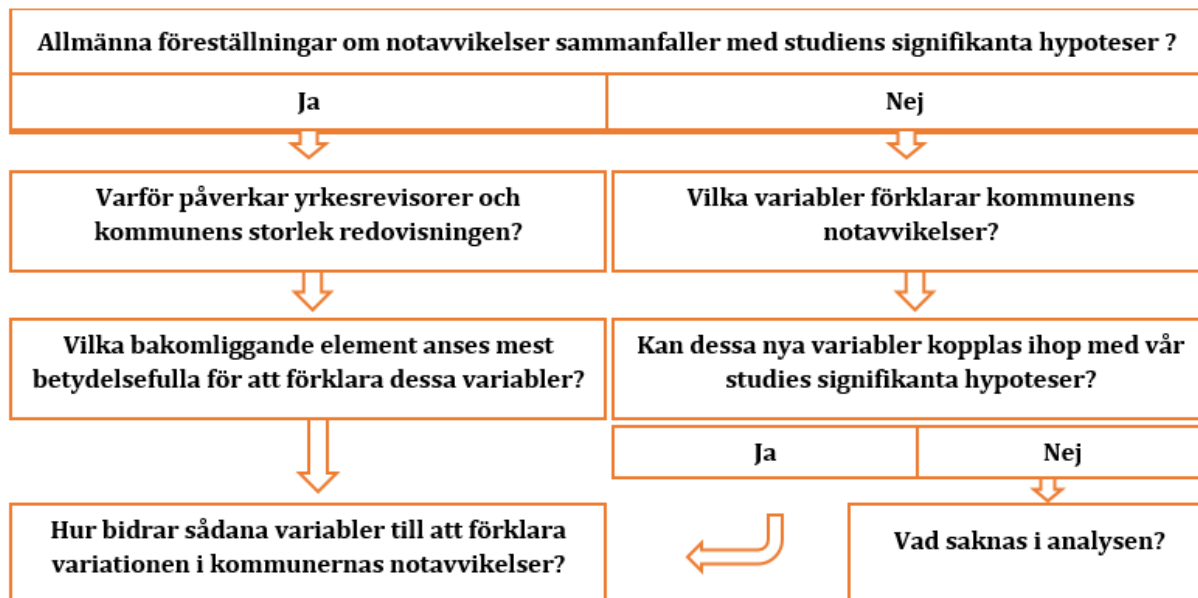 Allmänna föreställningar om notavvikelser sammanfaller med studiens signifikanta hypoteser ?
Ja
Nej
Varför påverkar yrkesrevisorer och
kommunens storlek redovisningen?
Vilka variabler förklarar kommunens
notavvikelser?
Vilka bakomliggande element anses mest
betydelsefulla för att förklara dessa variabler?
Kan dessa nya variabler kopplas ihop med vår
studies signifikanta hypoteser?
Ja
Nej
Hur bidrar sådana variabler till att förklara
variationen i kommunernas notavvikelser?
Vad saknas i analysen?